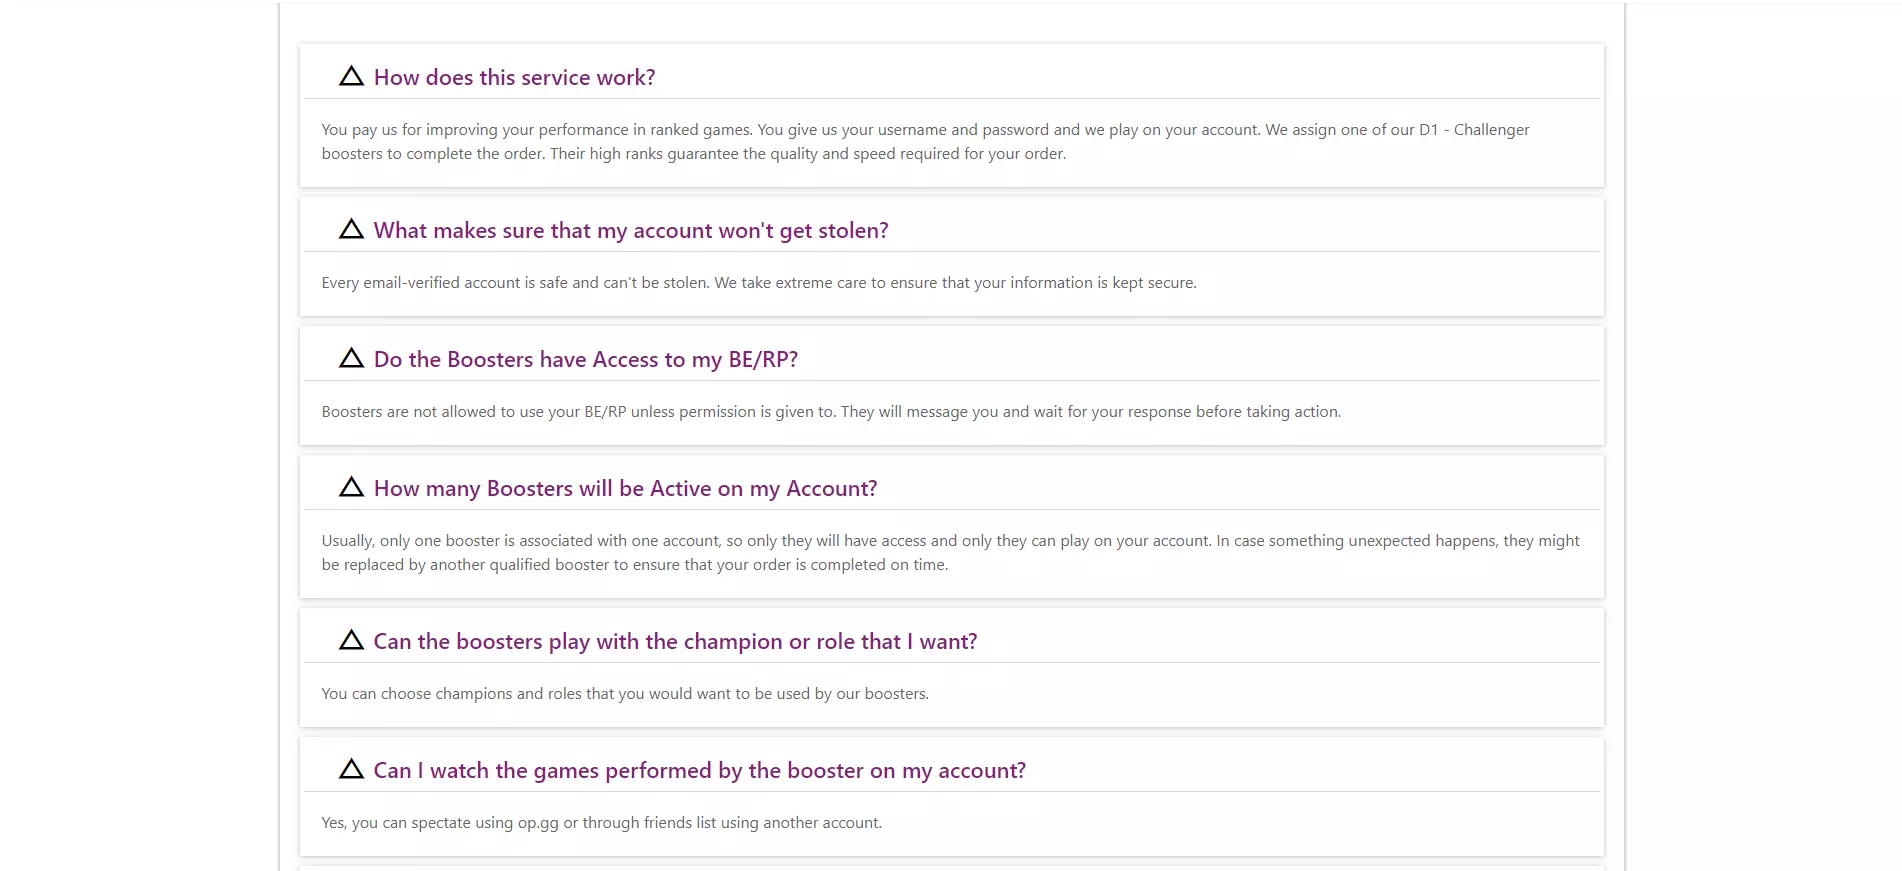 How does this service work?
You pay us for improving your performance in ranked games. You give us your username and password and we play on your account. We assign one of our D1 - Challenger
boosters to complete the order. Their high ranks guarantee the quality and speed required for your order.
What makes sure that my account won't get stolen?
Every email-verified account is safe and can't be stolen. We take extreme care to ensure that your information is kept secure.
Do the Boosters have Access to my BE/RP?
Boosters are not allowed to use your BE/RP unless permission is given to. They will message you and wait for your response before taking action.
How many Boosters will be Active on my Account?
Usually, only one booster is associated with one account, so only they will have access and only they can play on your account. In case something unexpected happens, they might
be replaced by another qualified booster to ensure that your order is completed on time.
Can the boosters play with the champion or role that I want?
You can choose champions and roles that you would want to be used by our boosters.
Can I watch the games performed by the booster on my account?
Yes, you can spectate using op.gg or through friends list using another account.